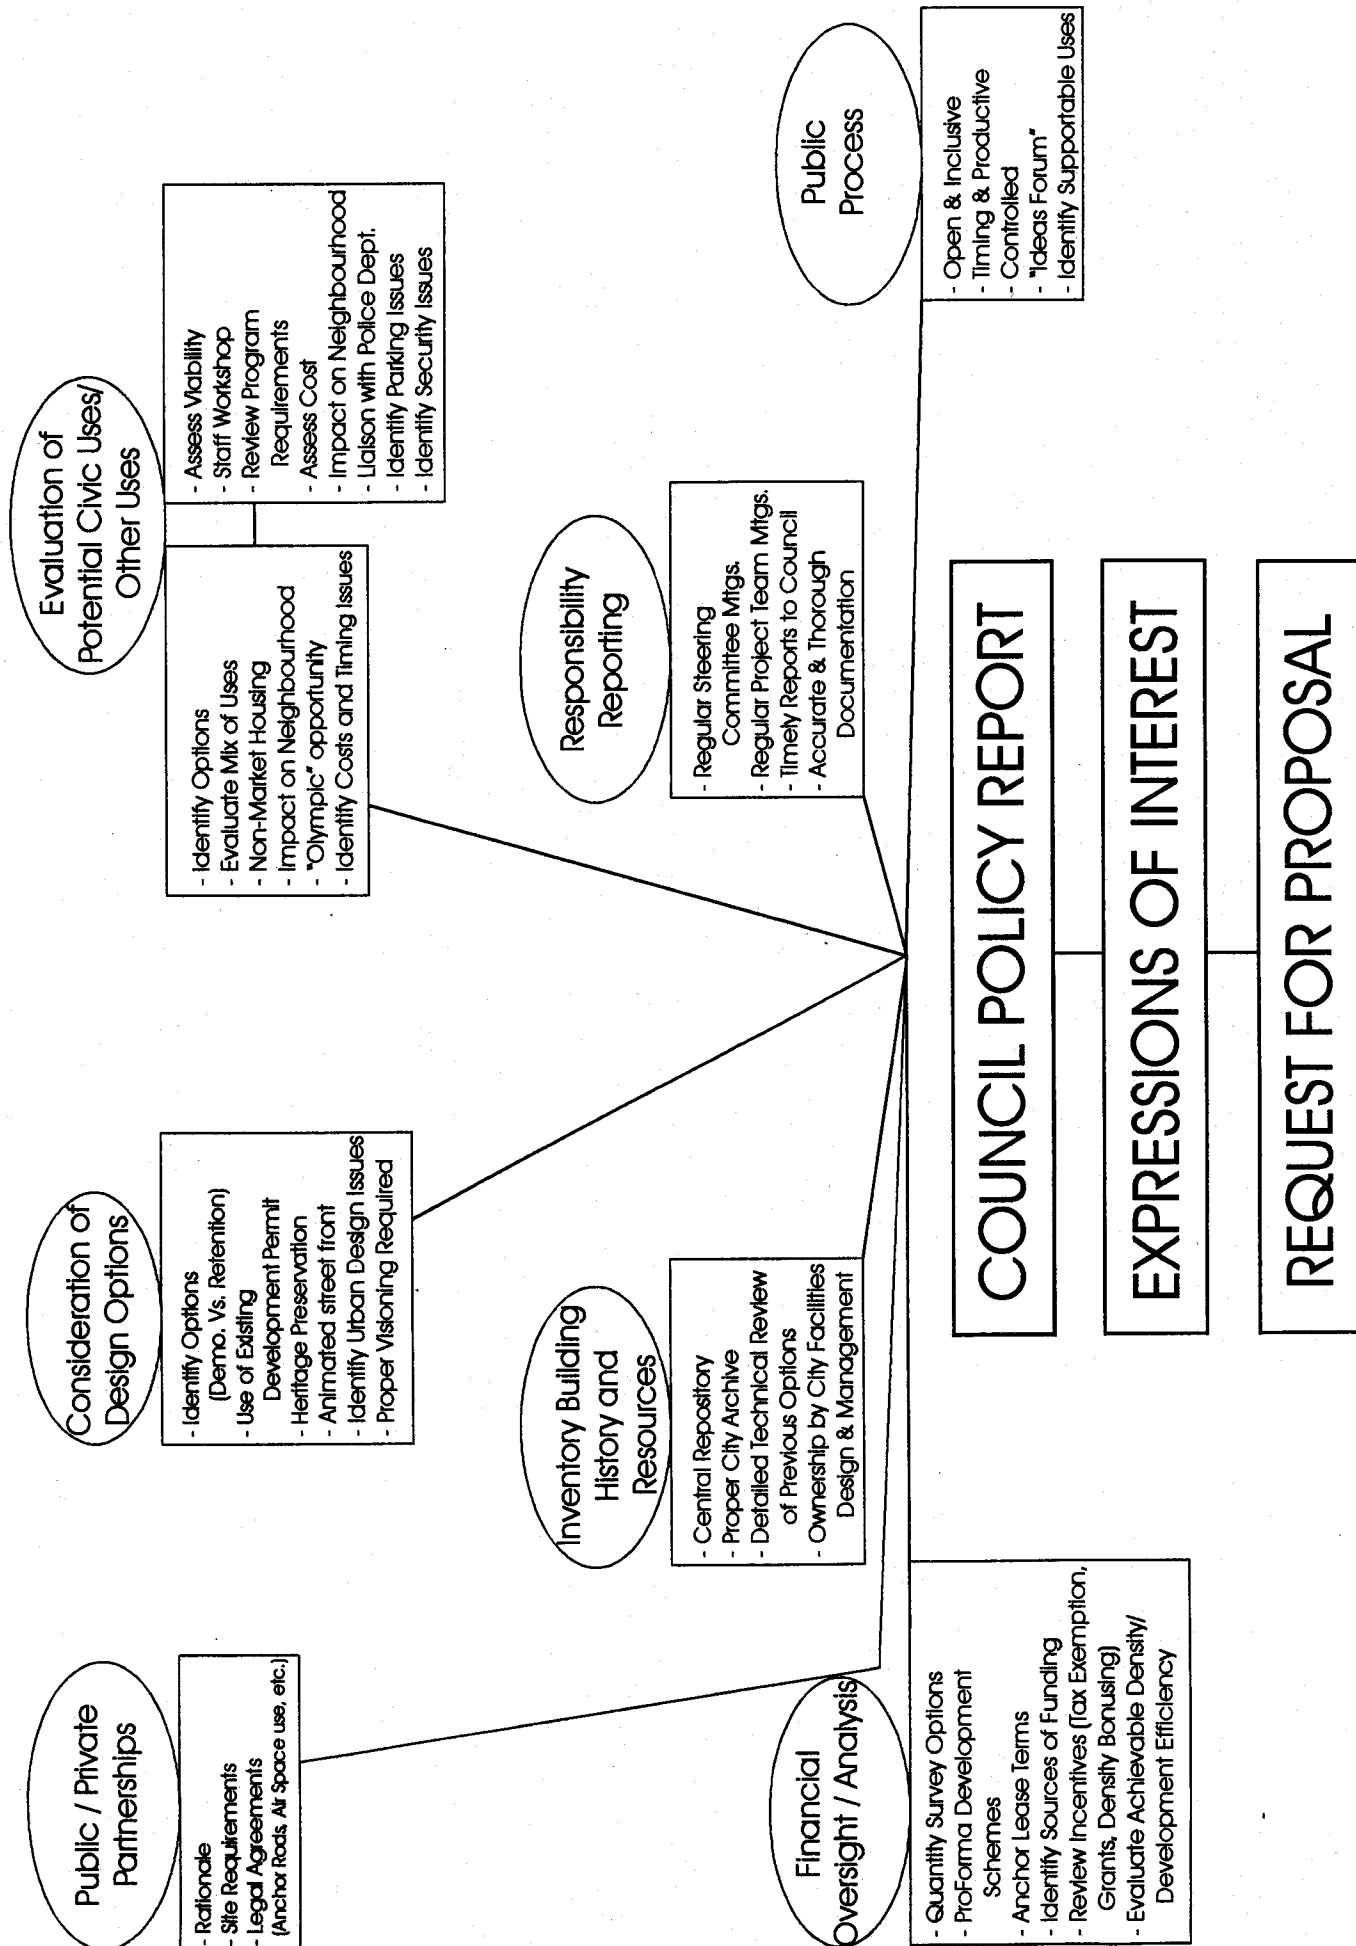 Public / Private
Partnerships
- Rationale
- Site Requirements
- Legal Agreements
(Anchor Rods, Air Space use, etc.)
Consideration of
Design Options
- Identify Options
(Demo. Vs. Retention)
- Use of Existing
Development Permit
- Heritage Preservation
- Animated street front
- Identify Urban Design Issues
- Proper Visioning Required
Evaluation of
Potential Civic Uses/
Other Uses
- Identify Options
- Evaluate Mix of Uses
- Non-Market Housing
- Impact on Neighbourhood
- "Olympic" opportunity
- Identify Costs and Timing Issues
- Assess Viability
- Staff Workshop
- Review Program
Requirements
- Assess Cost
- Impact on Neighbourhood
- Liaison with Police Dept.
- Identify Parking Issues
- Identify Security Issues
Inventory Building
History and
Resources
- Central Repository
- Proper City Archive
- Detailed Technical Review
of Previous Options
- Ownership by City Facilities
Design & Management
Responsibility
Reporting
- Regular Steering
Committee Mtgs.
- Regular Project Team Mtgs.
- Timely Reports to Council
- Accurate & Thorough
Documentation
Financial
Oversight / Analysis
- Quantity Survey Options
- ProForma Development
Schemes
- Anchor Lease Terms
- Identify Sources of Funding
- Review Incentives (Tax Exemption,
Grants, Density Bonusing)
- Evaluate Achievable Density/
Development Efficiency
Public
Process
- Open & Inclusive
- Timing & Productive
- Controlled
- "Ideas Forum"
- Identify Supportable Uses
COUNCIL POLICY REPORT
EXPRESSIONS OF INTEREST
REQUEST FOR PROPOSAL